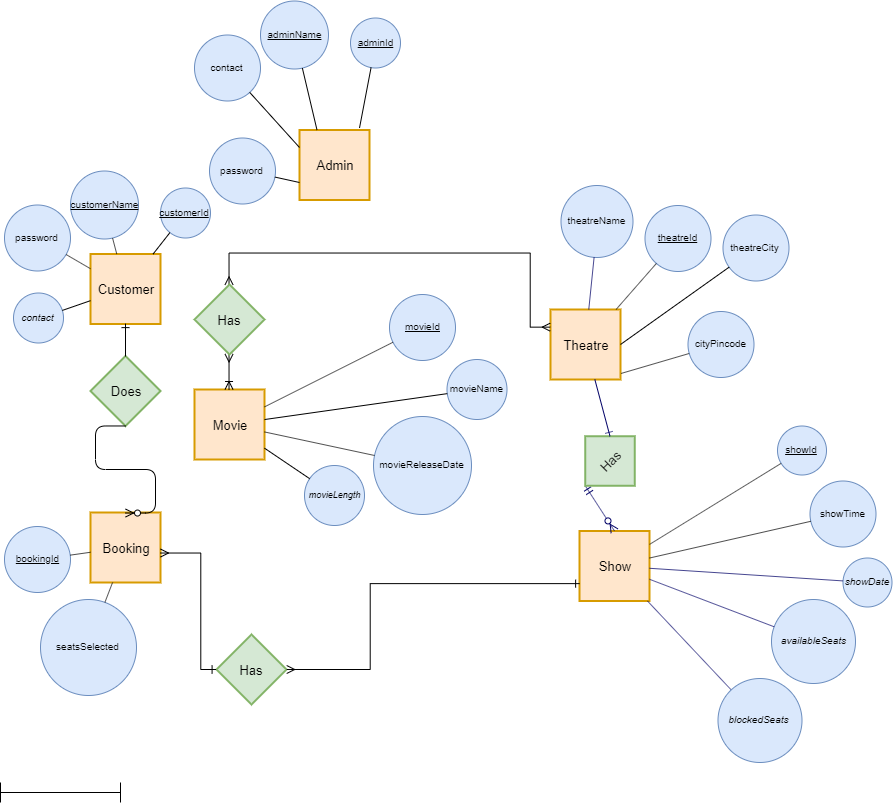 adminName
adminId
contact
Admin
password
customerName
customerId
password
Customer
contact
theatreName
theatreId
theatreCity
cityPincode
Theatre
Has
movieId
movieName
Movie
movieReleaseDate
movieLength
Does
Has
showId
showTime
showDate
Show
availableSeats
blockedSeats
Booking
bookingId
seatsSelected
Has